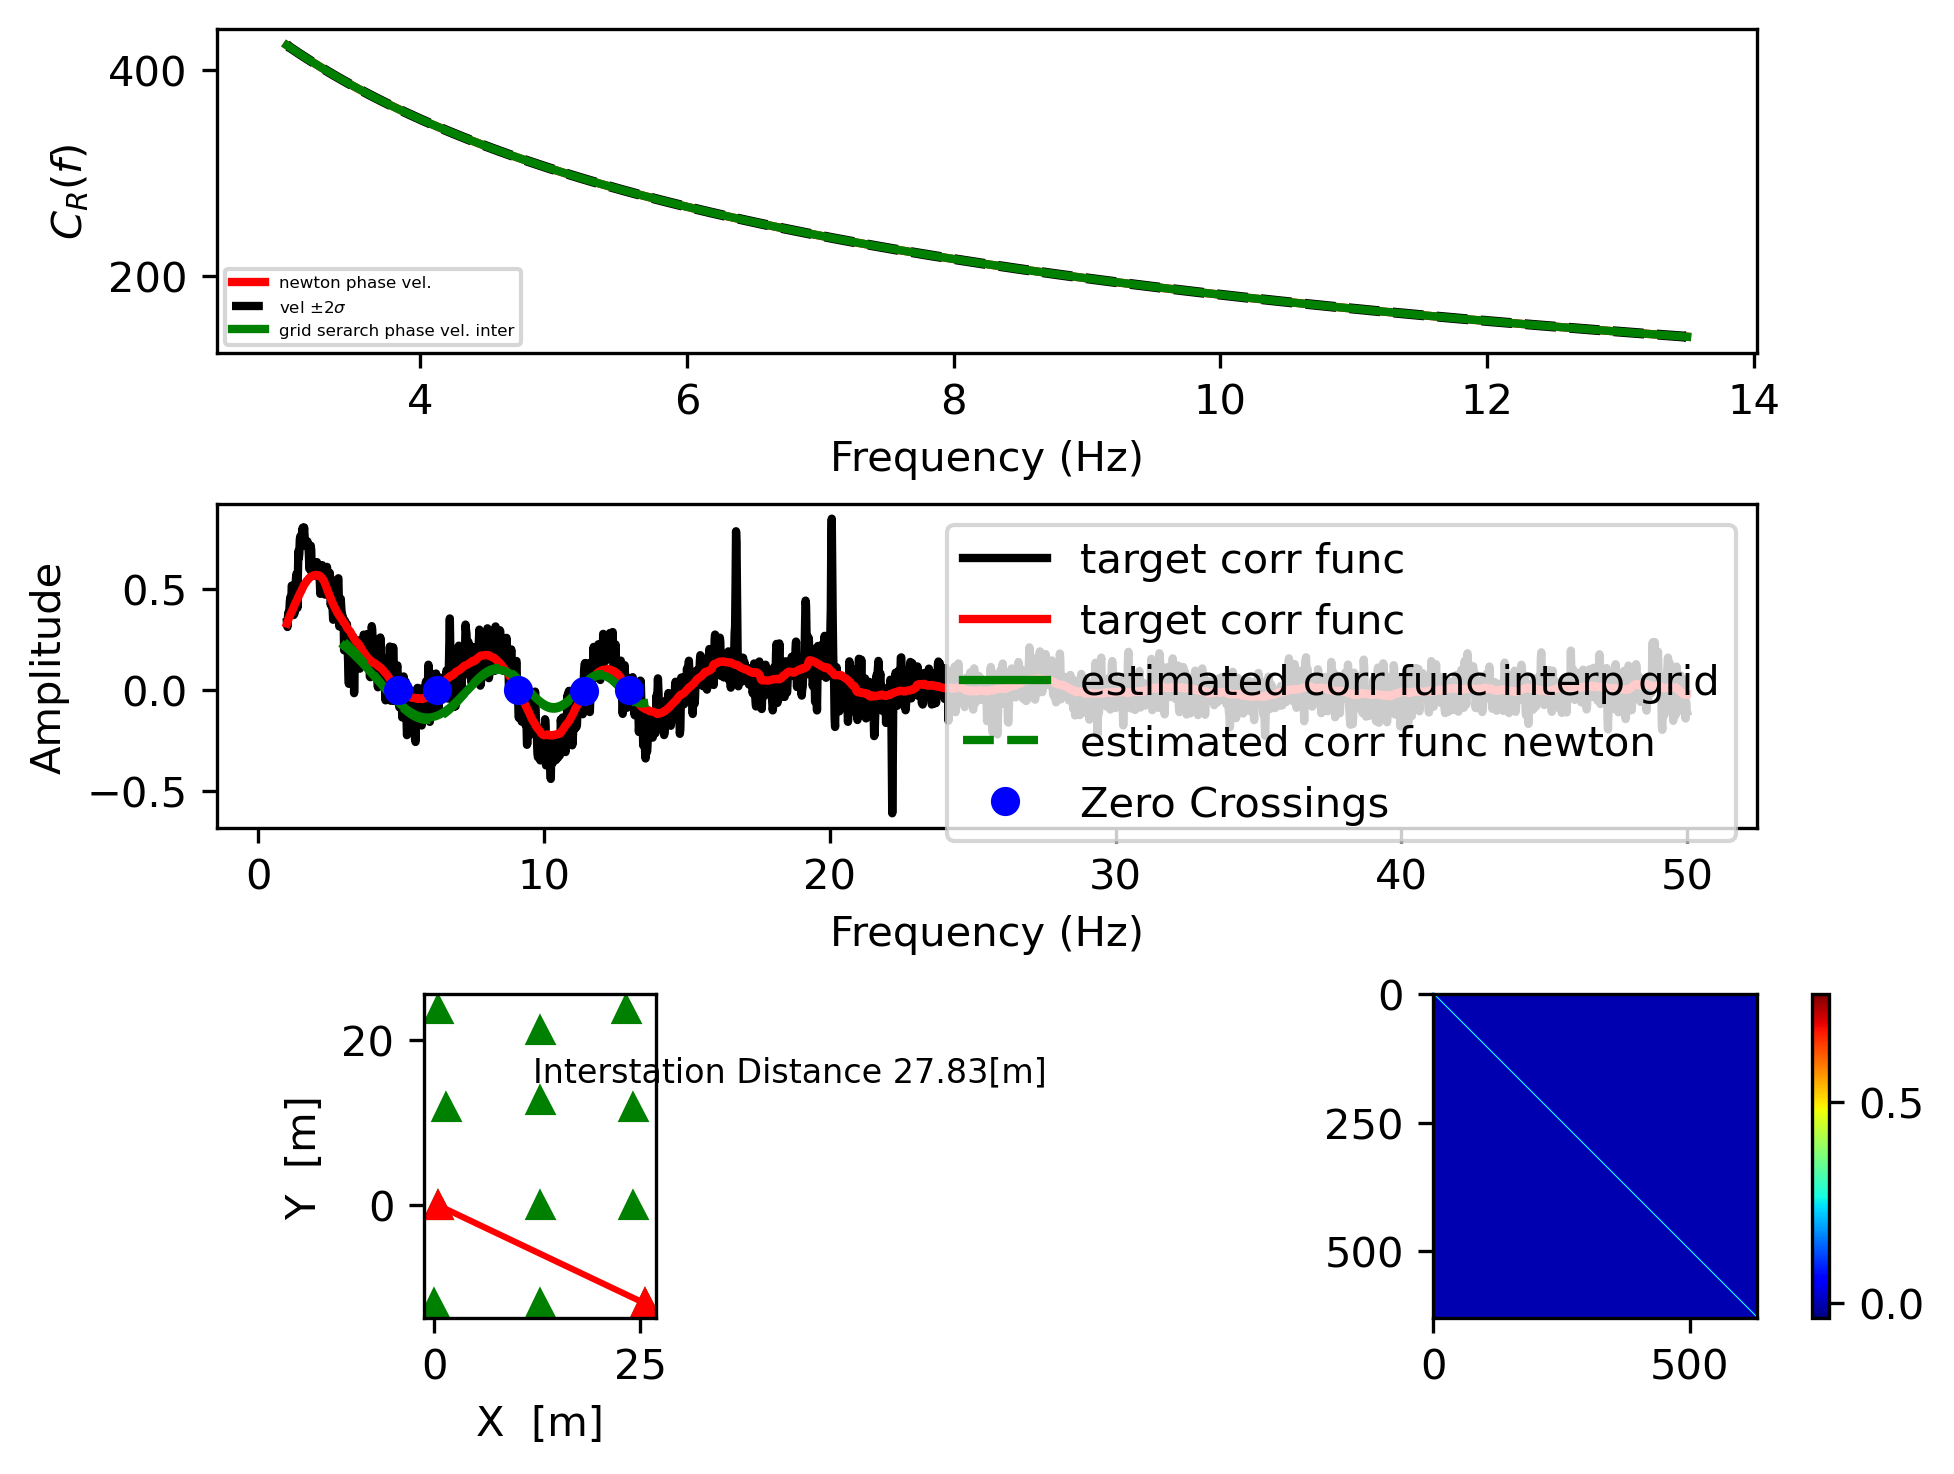 400
200
C_R(f)
newton phase vel.
vel ±2σ
grid serarch phase vel. inter
4 6 8 10 12 14
Frequency (Hz)
0.5
0.0
−0.5
Amplitude
target corr func
target corr func
estimated corr func interp grid
estimated corr func newton
Zero Crossings
0 10 20 30 40 50
Frequency (Hz)
20
0
Y [m]
Interstation Distance 27.83[m]
0 25
X [m]
0
250
500
0 500
0.5
0.0